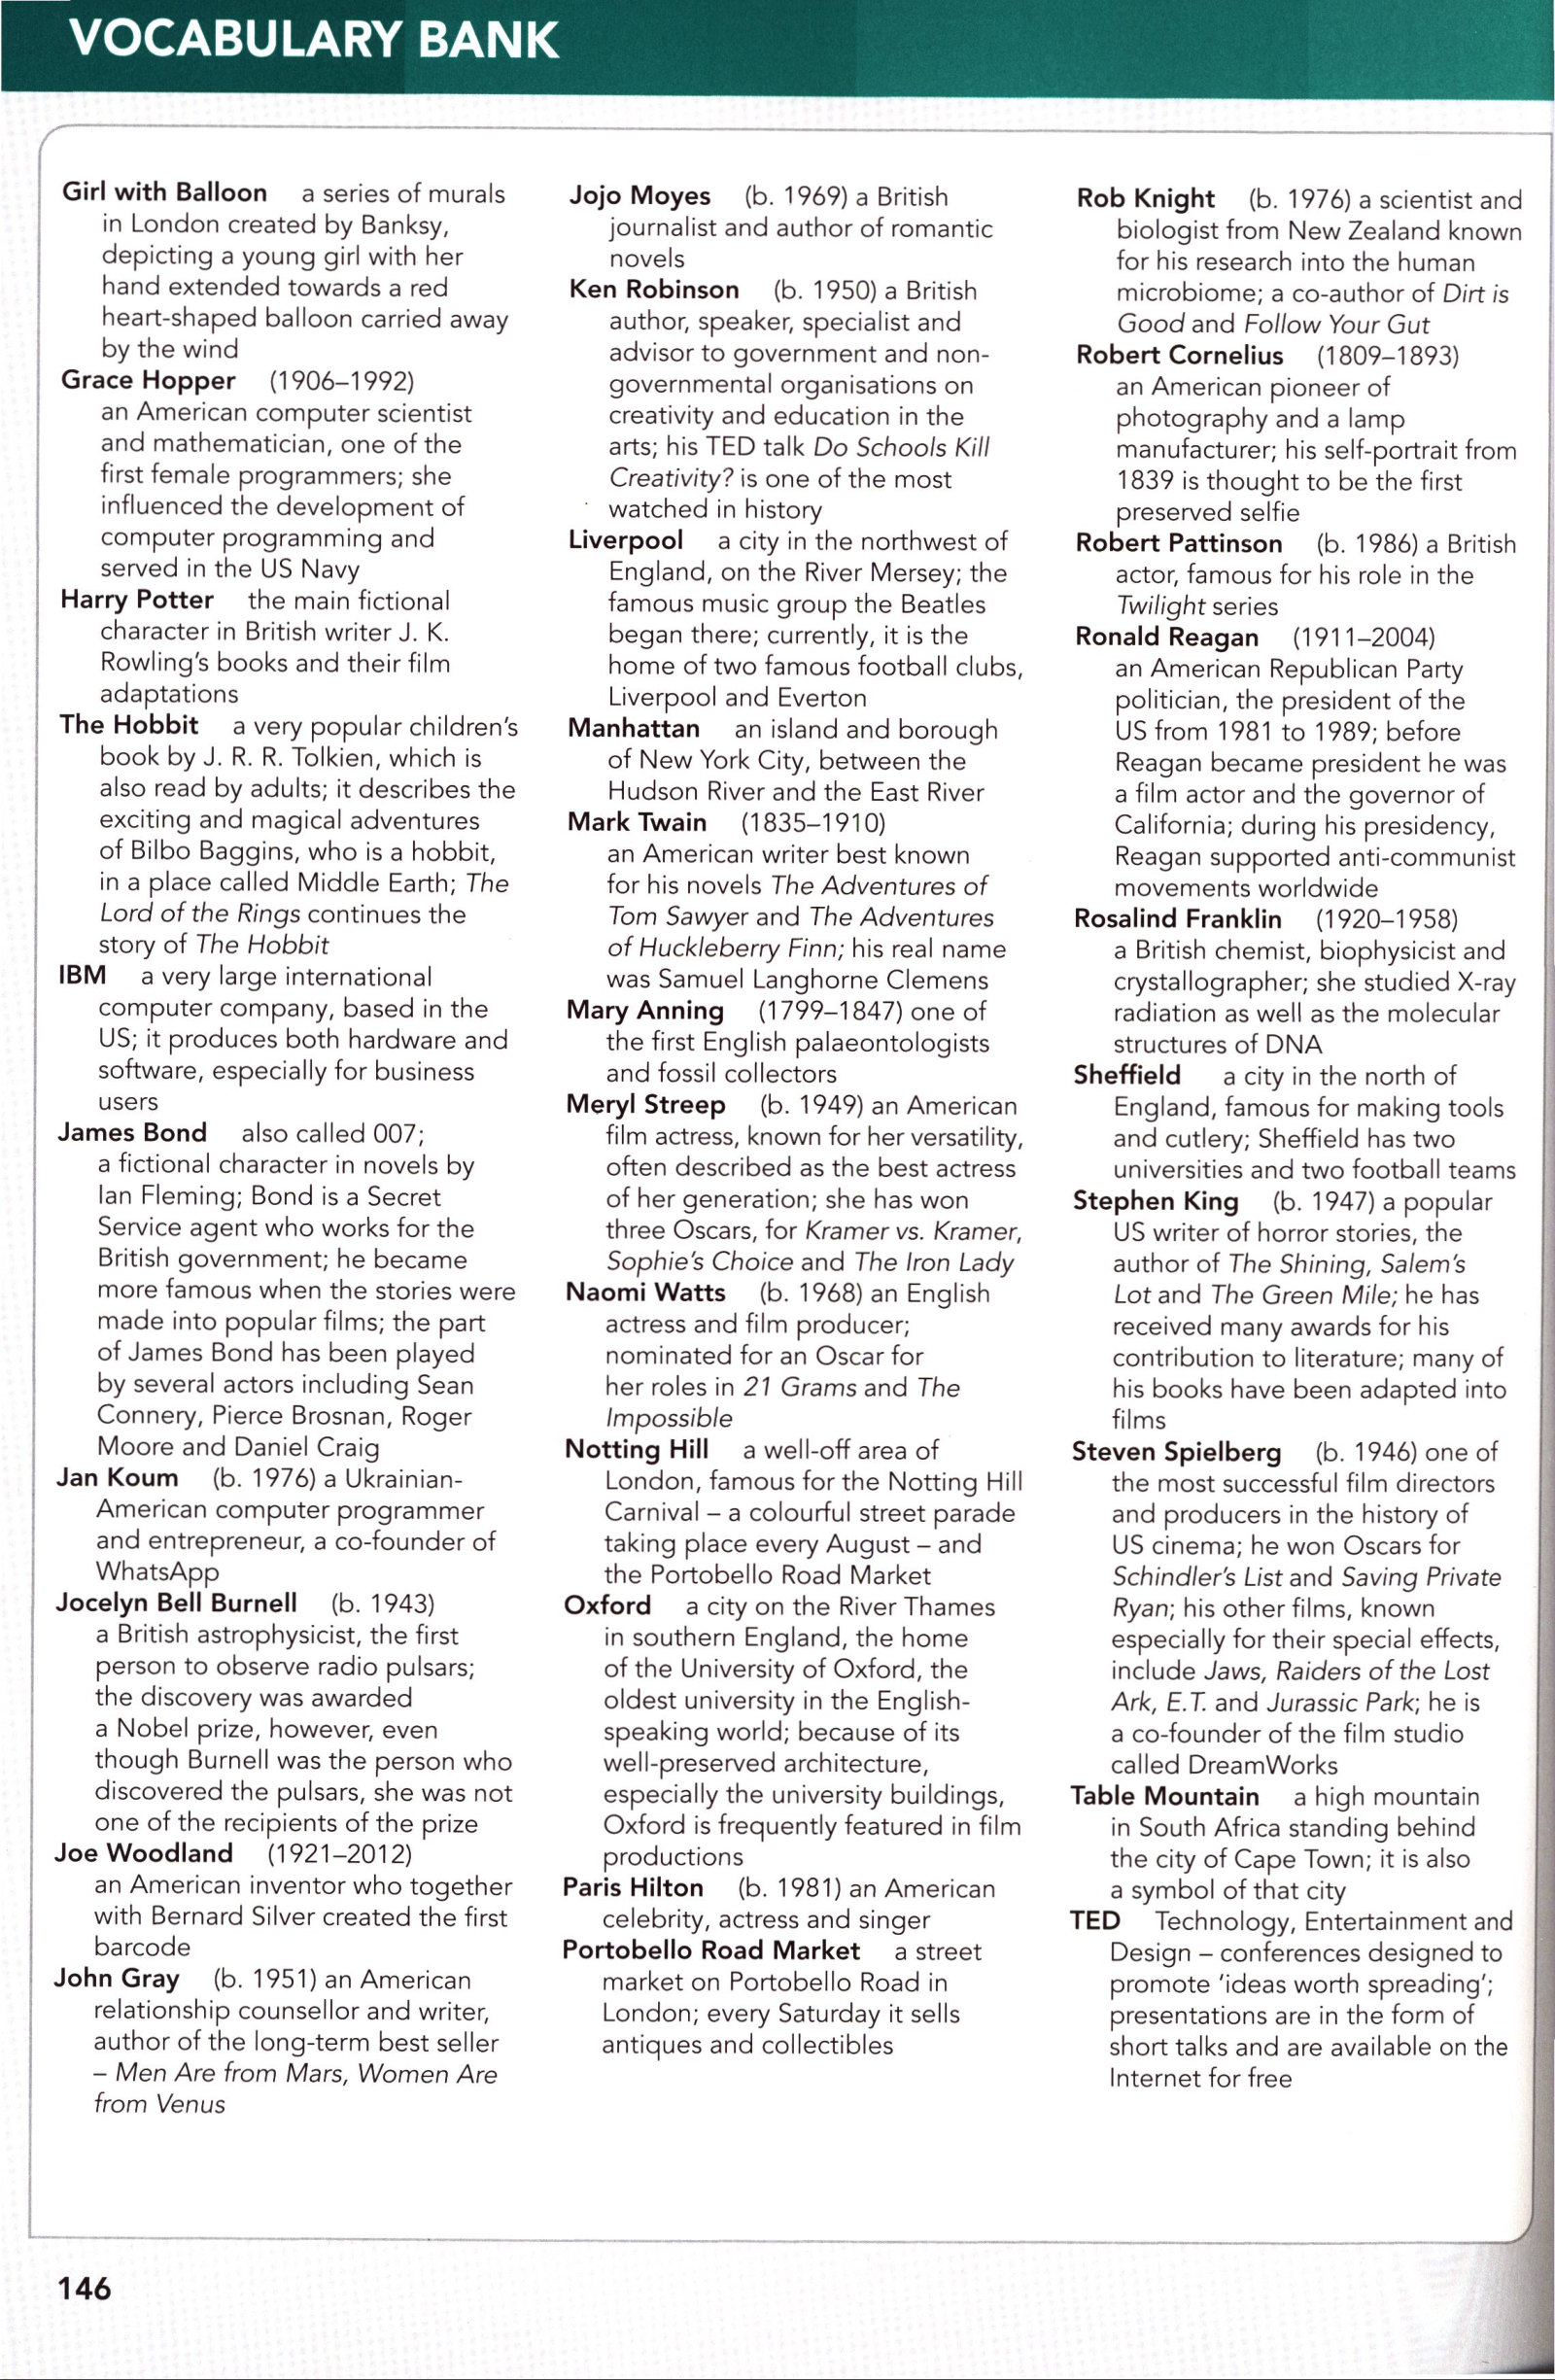 VOCABULARY BANK
Girl with Balloon a series of murals
in London created by Banksy,
depicting a young girl with her
hand extended towards a red
heart-shaped balloon carried away
by the wind
Grace Hopper (1906–1992)
an American computer scientist
and mathematician, one of the
first female programmers; she
influenced the development of
computer programming and
served in the US Navy
Harry Potter the main fictional
character in British writer J. K.
Rowling's books and their film
adaptations
The Hobbit a very popular children's
book by J. R. R. Tolkien, which is
also read by adults; it describes the
exciting and magical adventures
of Bilbo Baggins, who is a hobbit,
in a place called Middle Earth; The
Lord of the Rings continues the
story of The Hobbit
IBM a very large international
computer company, based in the
US; it produces both hardware and
software, especially for business
users
James Bond also called 007;
a fictional character in novels by
Ian Fleming; Bond is a Secret
Service agent who works for the
British government; he became
more famous when the stories were
made into popular films; the part
of James Bond has been played
by several actors including Sean
Connery, Pierce Brosnan, Roger
Moore and Daniel Craig
Jan Koum (b. 1976) a Ukrainian-
American computer programmer
and entrepreneur, a co-founder of
WhatsApp
Jocelyn Bell Burnell (b. 1943)
a British astrophysicist, the first
person to observe radio pulsars;
the discovery was awarded
a Nobel prize, however, even
though Burnell was the person who
discovered the pulsars, she was not
one of the recipients of the prize
Joe Woodland (1921–2012)
an American inventor who together
with Bernard Silver created the first
barcode
John Gray (b. 1951) an American
relationship counsellor and writer,
author of the long-term best seller
– Men Are from Mars, Women Are
from Venus
Jojo Moyes (b. 1969) a British
journalist and author of romantic
novels
Ken Robinson (b. 1950) a British
author, speaker, specialist and
advisor to government and non-
governmental organisations on
creativity and education in the
arts; his TED talk Do Schools Kill
Creativity? is one of the most
watched in history
Liverpool a city in the northwest of
England, on the River Mersey; the
famous music group the Beatles
began there; currently, it is the
home of two famous football clubs,
Liverpool and Everton
Manhattan an island and borough
of New York City, between the
Hudson River and the East River
Mark Twain (1835–1910)
an American writer best known
for his novels The Adventures of
Tom Sawyer and The Adventures
of Huckleberry Finn; his real name
was Samuel Langhorne Clemens
Mary Anning (1799–1847) one of
the first English palaeontologists
and fossil collectors
Meryl Streep (b. 1949) an American
film actress, known for her versatility,
often described as the best actress
of her generation; she has won
three Oscars, for Kramer vs. Kramer,
Sophie's Choice and The Iron Lady
Naomi Watts (b. 1968) an English
actress and film producer;
nominated for an Oscar for
her roles in 21 Grams and The
Impossible
Notting Hill a well-off area of
London, famous for the Notting Hill
Carnival – a colourful street parade
taking place every August – and
the Portobello Road Market
Oxford a city on the River Thames
in southern England, the home
of the University of Oxford, the
oldest university in the English-
speaking world; because of its
well-preserved architecture,
especially the university buildings,
Oxford is frequently featured in film
productions
Paris Hilton (b. 1981) an American
celebrity, actress and singer
Portobello Road Market a street
market on Portobello Road in
London; every Saturday it sells
antiques and collectibles
Rob Knight (b. 1976) a scientist and
biologist from New Zealand known
for his research into the human
microbiome; a co-author of Dirt is
Good and Follow Your Gut
Robert Cornelius (1809–1893)
an American pioneer of
photography and a lamp
manufacturer; his self-portrait from
1839 is thought to be the first
preserved selfie
Robert Pattinson (b. 1986) a British
actor, famous for his role in the
Twilight series
Ronald Reagan (1911–2004)
an American Republican Party
politician, the president of the
US from 1981 to 1989; before
Reagan became president he was
a film actor and the governor of
California; during his presidency,
Reagan supported anti-communist
movements worldwide
Rosalind Franklin (1920–1958)
a British chemist, biophysicist and
crystallographer; she studied X-ray
radiation as well as the molecular
structures of DNA
Sheffield a city in the north of
England, famous for making tools
and cutlery; Sheffield has two
universities and two football teams
Stephen King (b. 1947) a popular
US writer of horror stories, the
author of The Shining, Salem's
Lot and The Green Mile; he has
received many awards for his
contribution to literature; many of
his books have been adapted into
films
Steven Spielberg (b. 1946) one of
the most successful film directors
and producers in the history of
US cinema; he won Oscars for
Schindler's List and Saving Private
Ryan; his other films, known
especially for their special effects,
include Jaws, Raiders of the Lost
Ark, E.T. and Jurassic Park; he is
a co-founder of the film studio
called DreamWorks
Table Mountain a high mountain
in South Africa standing behind
the city of Cape Town; it is also
a symbol of that city
TED Technology, Entertainment and
Design – conferences designed to
promote 'ideas worth spreading';
presentations are in the form of
short talks and are available on the
Internet for free
146